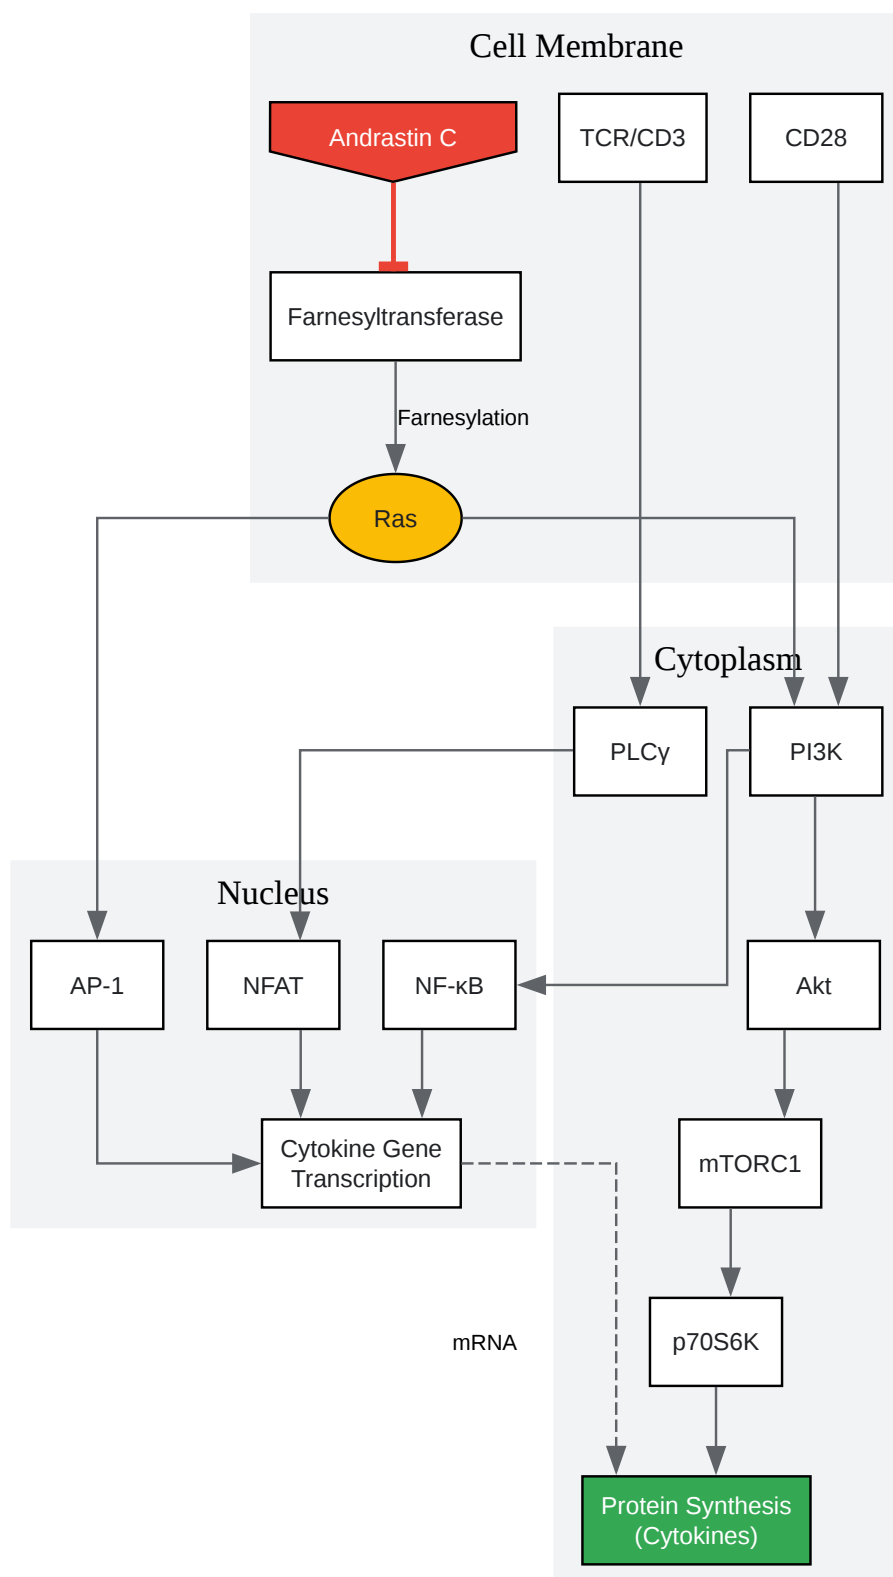 Cell Membrane
Andrastin C
TCR/CD3
CD28
Farnesyltransferase
Farnesylation
Ras
Cytoplasm
PLCγ
PI3K
Nucleus
AP-1
NFAT
NF-κB
Akt
Cytokine Gene
Transcription
mTORC1
mRNA
p70S6K
Protein Synthesis
(Cytokines)